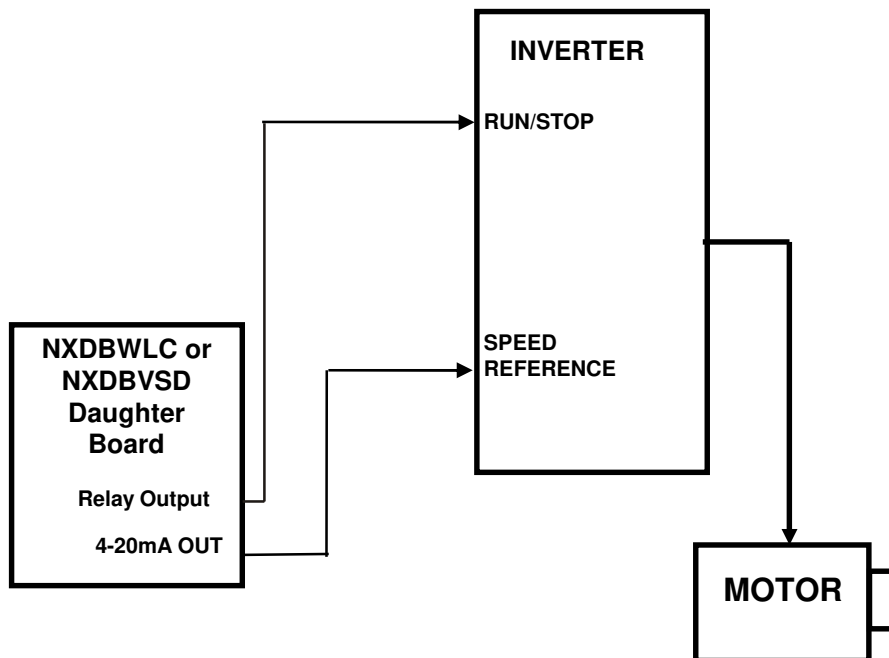 INVERTER
RUN/STOP
SPEED
REFERENCE
NXDBWLC or
NXDBVSD
Daughter
Board
Relay Output
4-20mA OUT
MOTOR